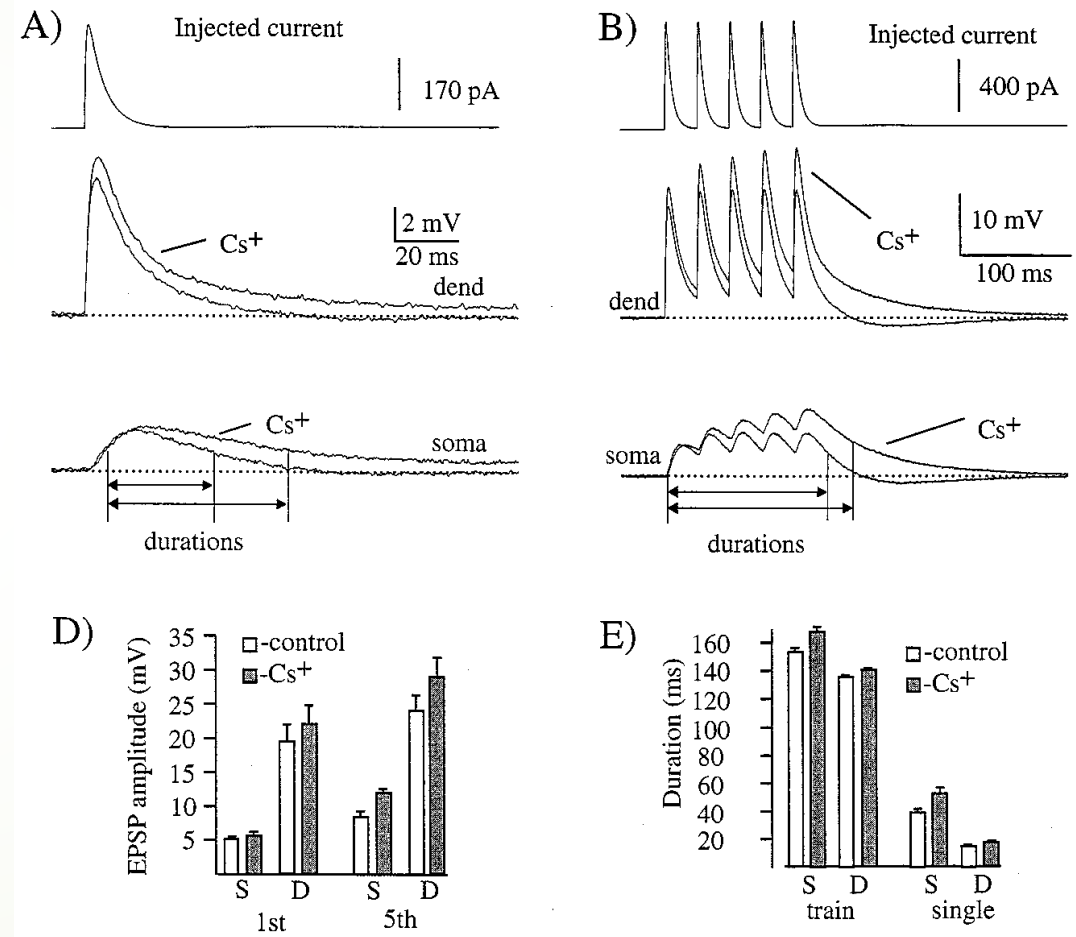 A)
Injected current
170 pA
Cs+
2 mV
20 ms
dend
Cs+
soma
durations
B)
Injected current
400 pA
Cs+
10 mV
100 ms
dend
Cs+
soma
durations
D)
EPSP amplitude (mV)
35
30
25
20
15
10
5
-control
-Cs+
S D S D
1st 5th
E)
Duration (ms)
160
140
120
100
80
60
40
20
-control
-Cs+
S D S D
train single